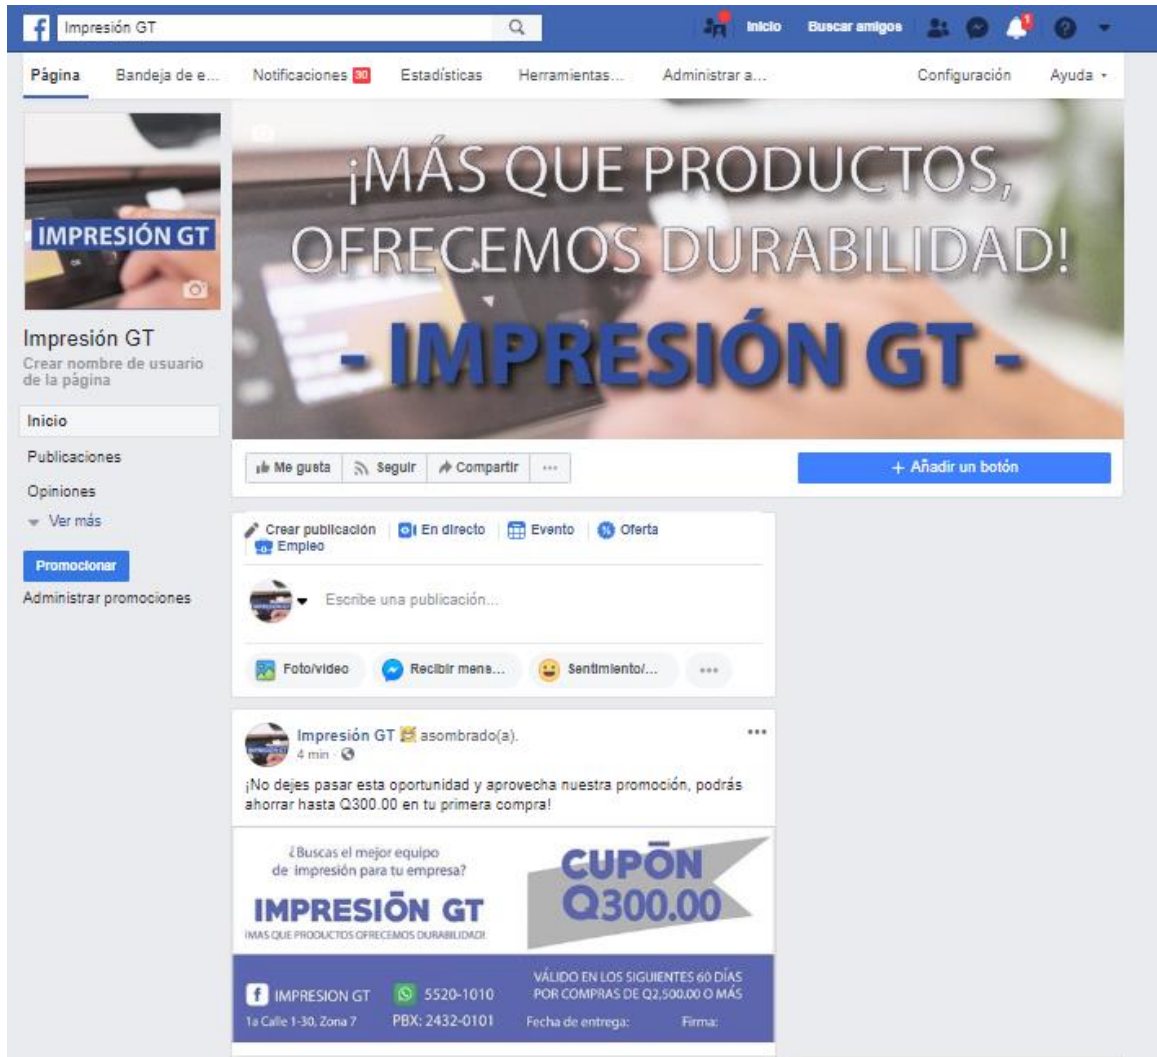 Impresión GT
Inicio
Buscar amigos
1
Página
Bandeja de e...
Notificaciones 30
Estadísticas
Herramientas...
Administrar a...
Configuración
Ayuda
IMPRESIÓN GT
¡MÁS QUE PRODUCTOS,
OFRECEMOS DURABILIDAD!
- IMPRESIÓN GT -
Impresión GT
Crear nombre de usuario
de la página
Inicio
Publicaciones
Opiniones
Ver más
Promocionar
Administrar promociones
Me gusta
Seguir
Compartir
+ Añadir un botón
Crear publicación
En directo
Evento
Oferta
Empleo
Escribe una publicación...
Foto/video
Recibir mens...
Sentimiento/...
Impresión GT asombrado(a).
4 min
¡No dejes pasar esta oportunidad y aprovecha nuestra promoción, podrás
ahorrar hasta Q300.00 en tu primera compra!
¿Buscas el mejor equipo
de impresión para tu empresa?
IMPRESIŌN GT
¡MAS QUE PRODUCTOS OFRECEMOS DURABILIDAD!
CUPŌN
Q300.00
IMPRESION GT
5520-1010
1a Calle 1-30, Zona 7
PBX: 2432-0101
VÁLIDO EN LOS SIGUIENTES 60 DÍAS
POR COMPRAS DE Q2,500.00 O MÁS
Fecha de entrega:
Firma: